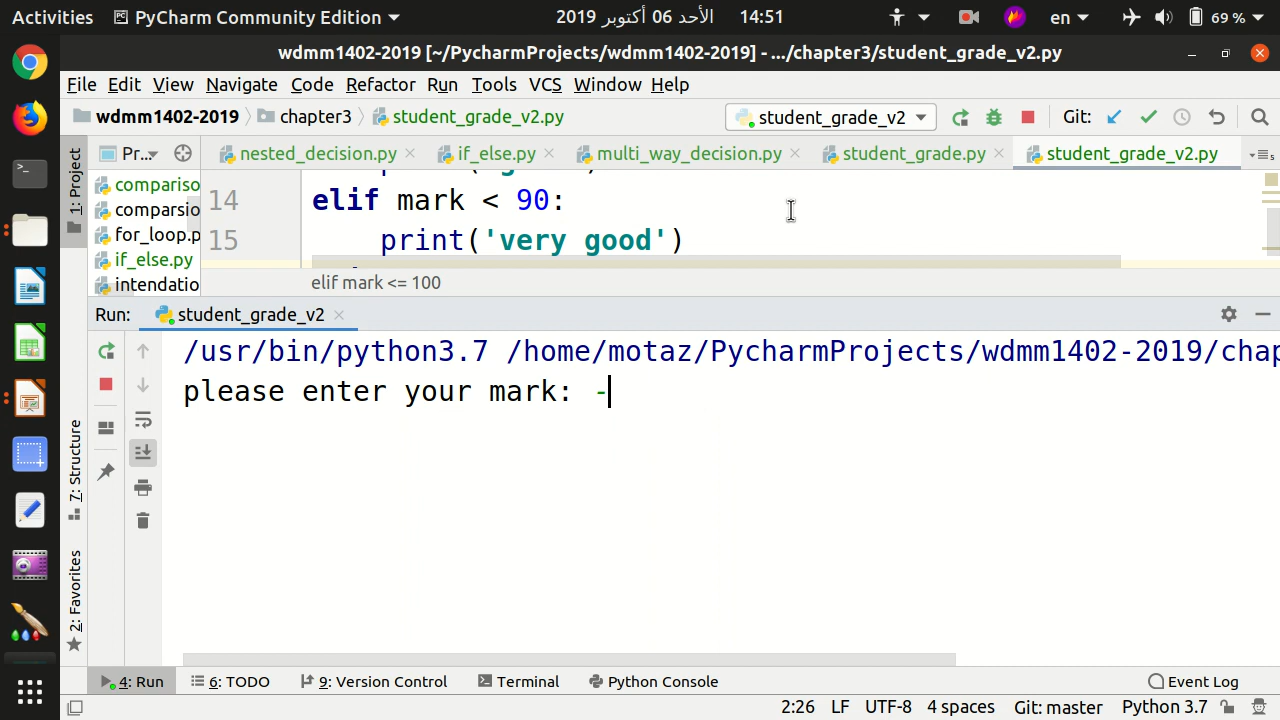 Activities PyCharm Community Edition الأحد 06 أكتوبر 2019 14:51 en 69 %
wdmm1402-2019 [~/PycharmProjects/wdmm1402-2019] - .../chapter3/student_grade_v2.py
File Edit View Navigate Code Refactor Run Tools VCS Window Help
wdmm1402-2019 chapter3 student_grade_v2.py student_grade_v2 Git:
1: Project Pr... nested_decision.py if_else.py multi_way_decision.py student_grade.py student_grade_v2.py
compariso
comparsio
for_loop.p
if_else.py
intendatio
14 elif mark < 90:
15 print('very good')
elif mark <= 100
Run: student_grade_v2
/usr/bin/python3.7 /home/motaz/PycharmProjects/wdmm1402-2019/chap
please enter your mark: -
7: Structure
2: Favorites
4: Run 6: TODO 9: Version Control Terminal Python Console Event Log
2:26 LF UTF-8 4 spaces Git: master Python 3.7